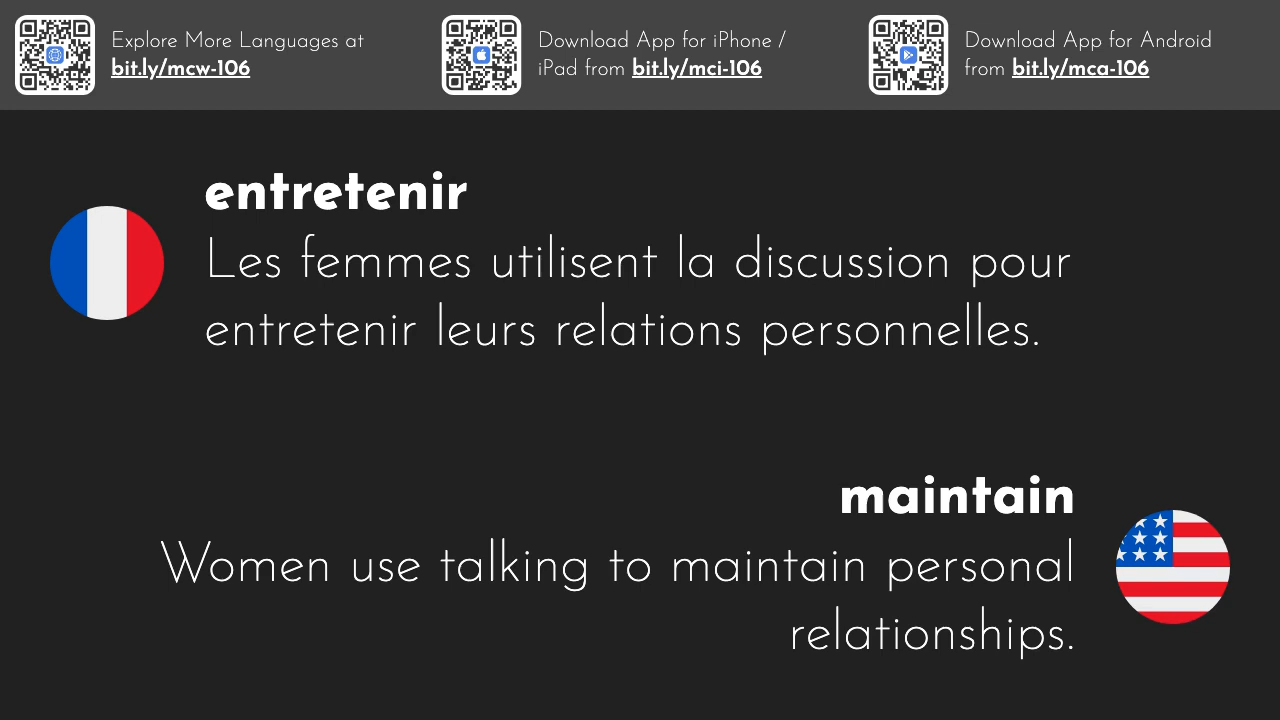 Explore More Languages at
bit.ly/mcw-106
Download App for iPhone /
iPad from bit.ly/mci-106
Download App for Android
from bit.ly/mca-106
entretenir
Les femmes utilisent la discussion pour
entretenir leurs relations personnelles.
maintain
Women use talking to maintain personal
relationships.